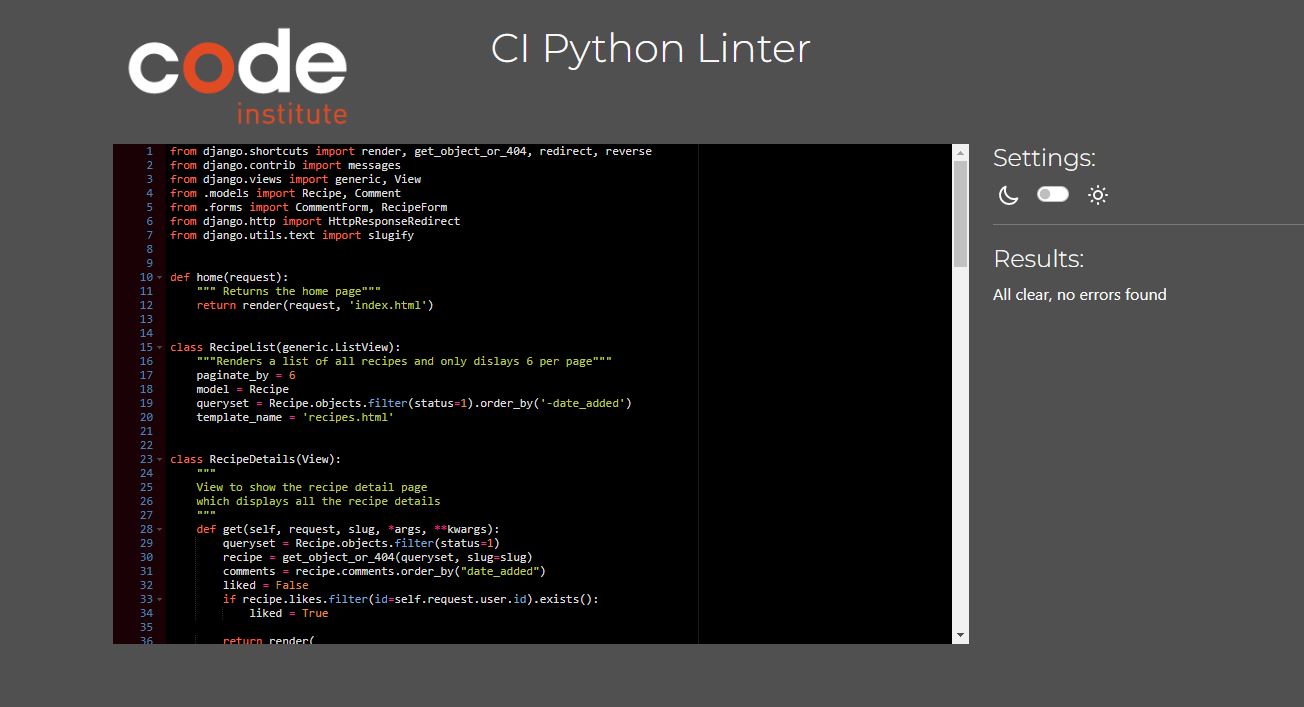 code
institute
CI Python Linter
1 from django.shortcuts import render, get_object_or_404, redirect, reverse
2 from django.contrib import messages
3 from django.views import generic, View
4 from .models import Recipe, Comment
5 from .forms import CommentForm, RecipeForm
6 from django.http import HttpResponseRedirect
7 from django.utils.text import slugify
8
9
10 def home(request):
11     """ Returns the home page"""
12     return render(request, 'index.html')
13
14
15 class RecipeList(generic.ListView):
16     """Renders a list of all recipes and only dislays 6 per page"""
17     paginate_by = 6
18     model = Recipe
19     queryset = Recipe.objects.filter(status=1).order_by('-date_added')
20     template_name = 'recipes.html'
21
22
23 class RecipeDetails(View):
24     """
25     View to show the recipe detail page
26     which displays all the recipe details
27     """
28     def get(self, request, slug, *args, **kwargs):
29         queryset = Recipe.objects.filter(status=1)
30         recipe = get_object_or_404(queryset, slug=slug)
31         comments = recipe.comments.order_by("date_added")
32         liked = False
33         if recipe.likes.filter(id=self.request.user.id).exists():
34             liked = True
35
36         return render(
Settings:
Results:
All clear, no errors found